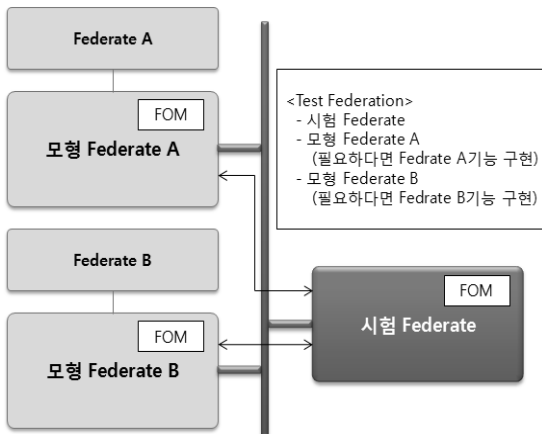 Federate A
FOM
모형 Federate A
<Test Federation>
- 시험 Federate
- 모형 Federate A
(필요하다면 Fedrate A기능 구현)
- 모형 Federate B
(필요하다면 Fedrate B기능 구현)
Federate B
FOM
모형 Federate B
FOM
시험 Federate